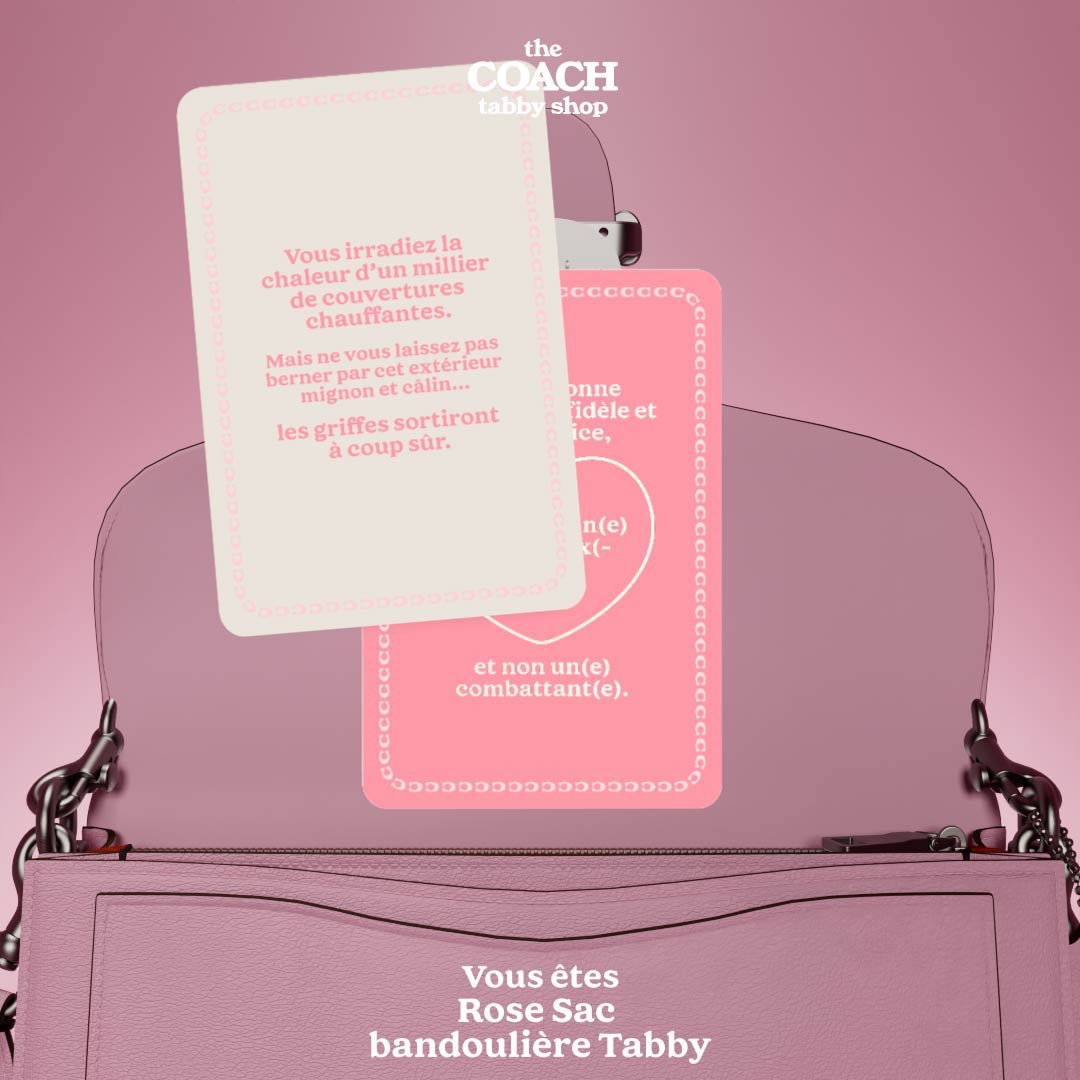 the
COACH
tabby shop
Vous irradiez la
chaleur d’un millier
de couvertures
chauffantes.
Mais ne vous laissez pas
berner par cet extérieur
mignon et câlin...
les griffes sortiront
à coup sûr.
fidèle et
et non un(e)
combattant(e).
Vous êtes
Rose Sac
bandoulière Tabby